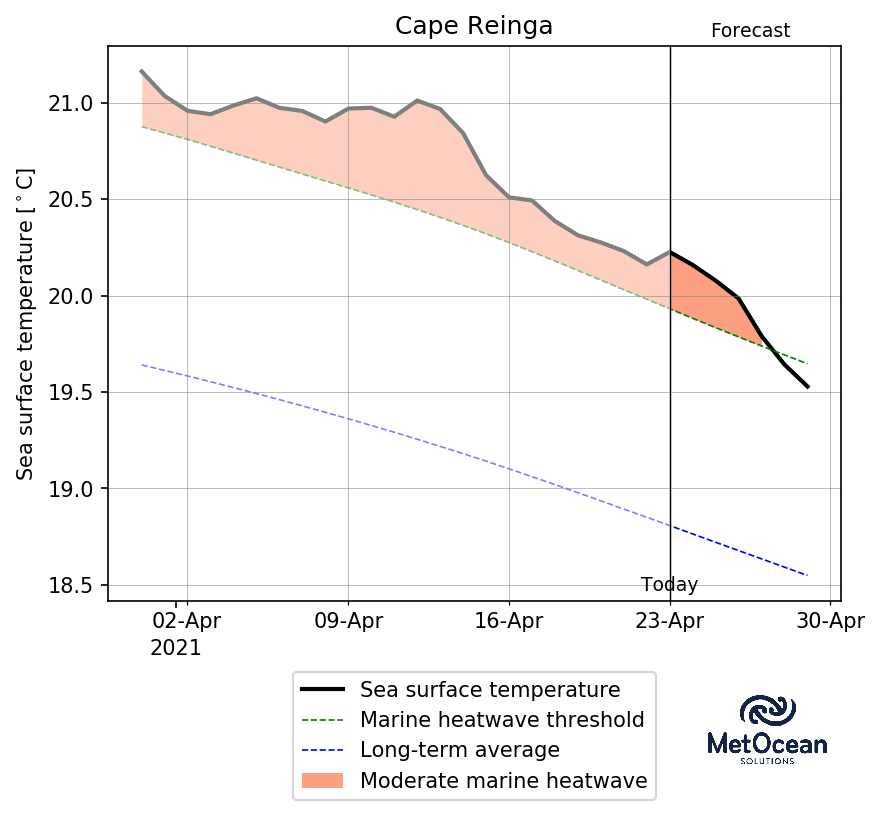 Cape Reinga
Forecast
Sea surface temperature [°C]
21.0
20.5
20.0
19.5
19.0
18.5
Today
02-Apr 09-Apr 16-Apr 23-Apr 30-Apr
2021
Sea surface temperature
Marine heatwave threshold
Long-term average
Moderate marine heatwave
MetOcean
SOLUTIONS